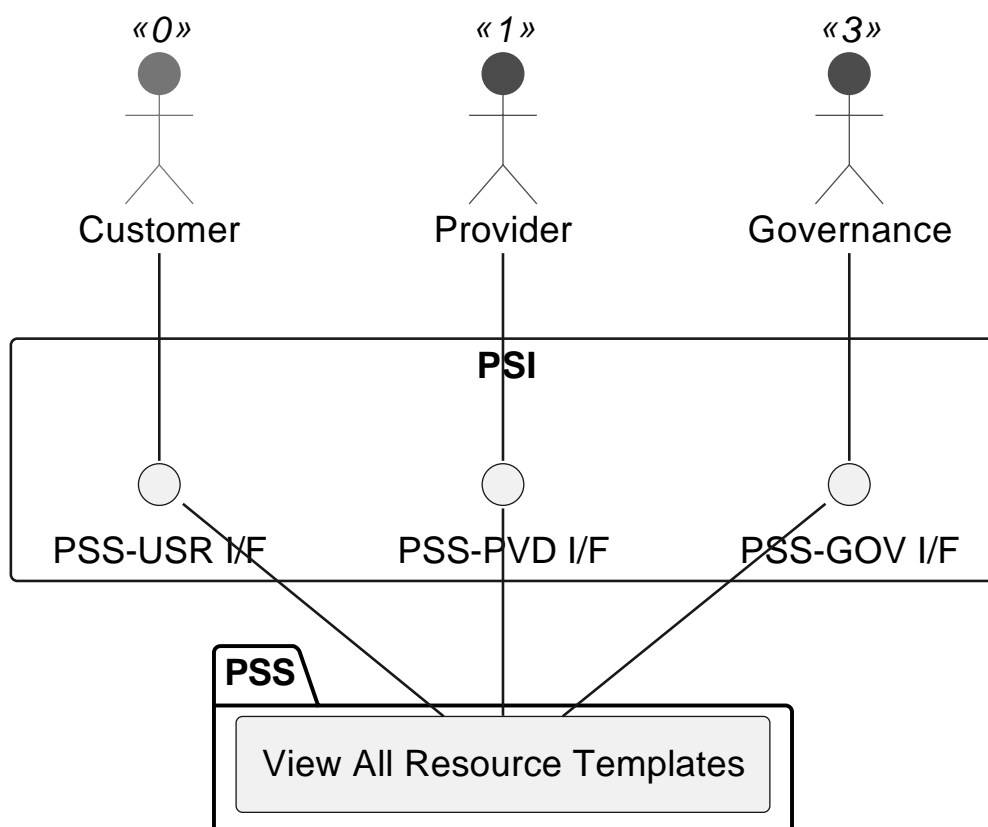 «0»
«1»
«3»
Customer
Provider
Governance
PSI
PSS-USR I/F
PSS-PVD I/F
PSS-GOV I/F
PSS
View All Resource Templates